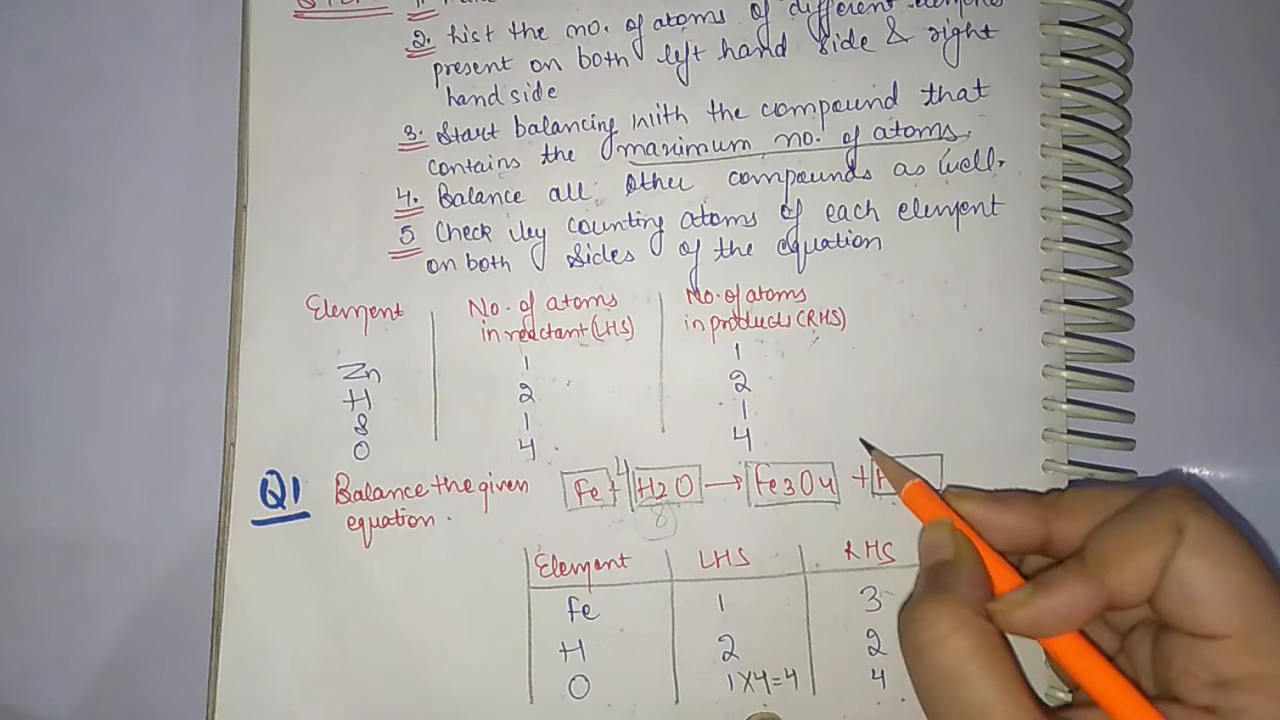 2. List the no. of atoms of different
present on both left hand side & right
hand side
3. Start balancing with the compound that
contains the maximum no. of atoms.
4. Balance all other compounds as well.
5 Check by counting atoms of each element
on both sides of the equation
Element No. of atoms in reactant (LHS) No. of atoms in products (RHS)
Zn 1 1
H 2 2
S 1 1
O 4 4
Q1 Balance the given equation. Fe + 4 H2O → Fe3O4 +
8
Element LHS RHS
Fe 1 3
H 2 2
O 1×4=4 4